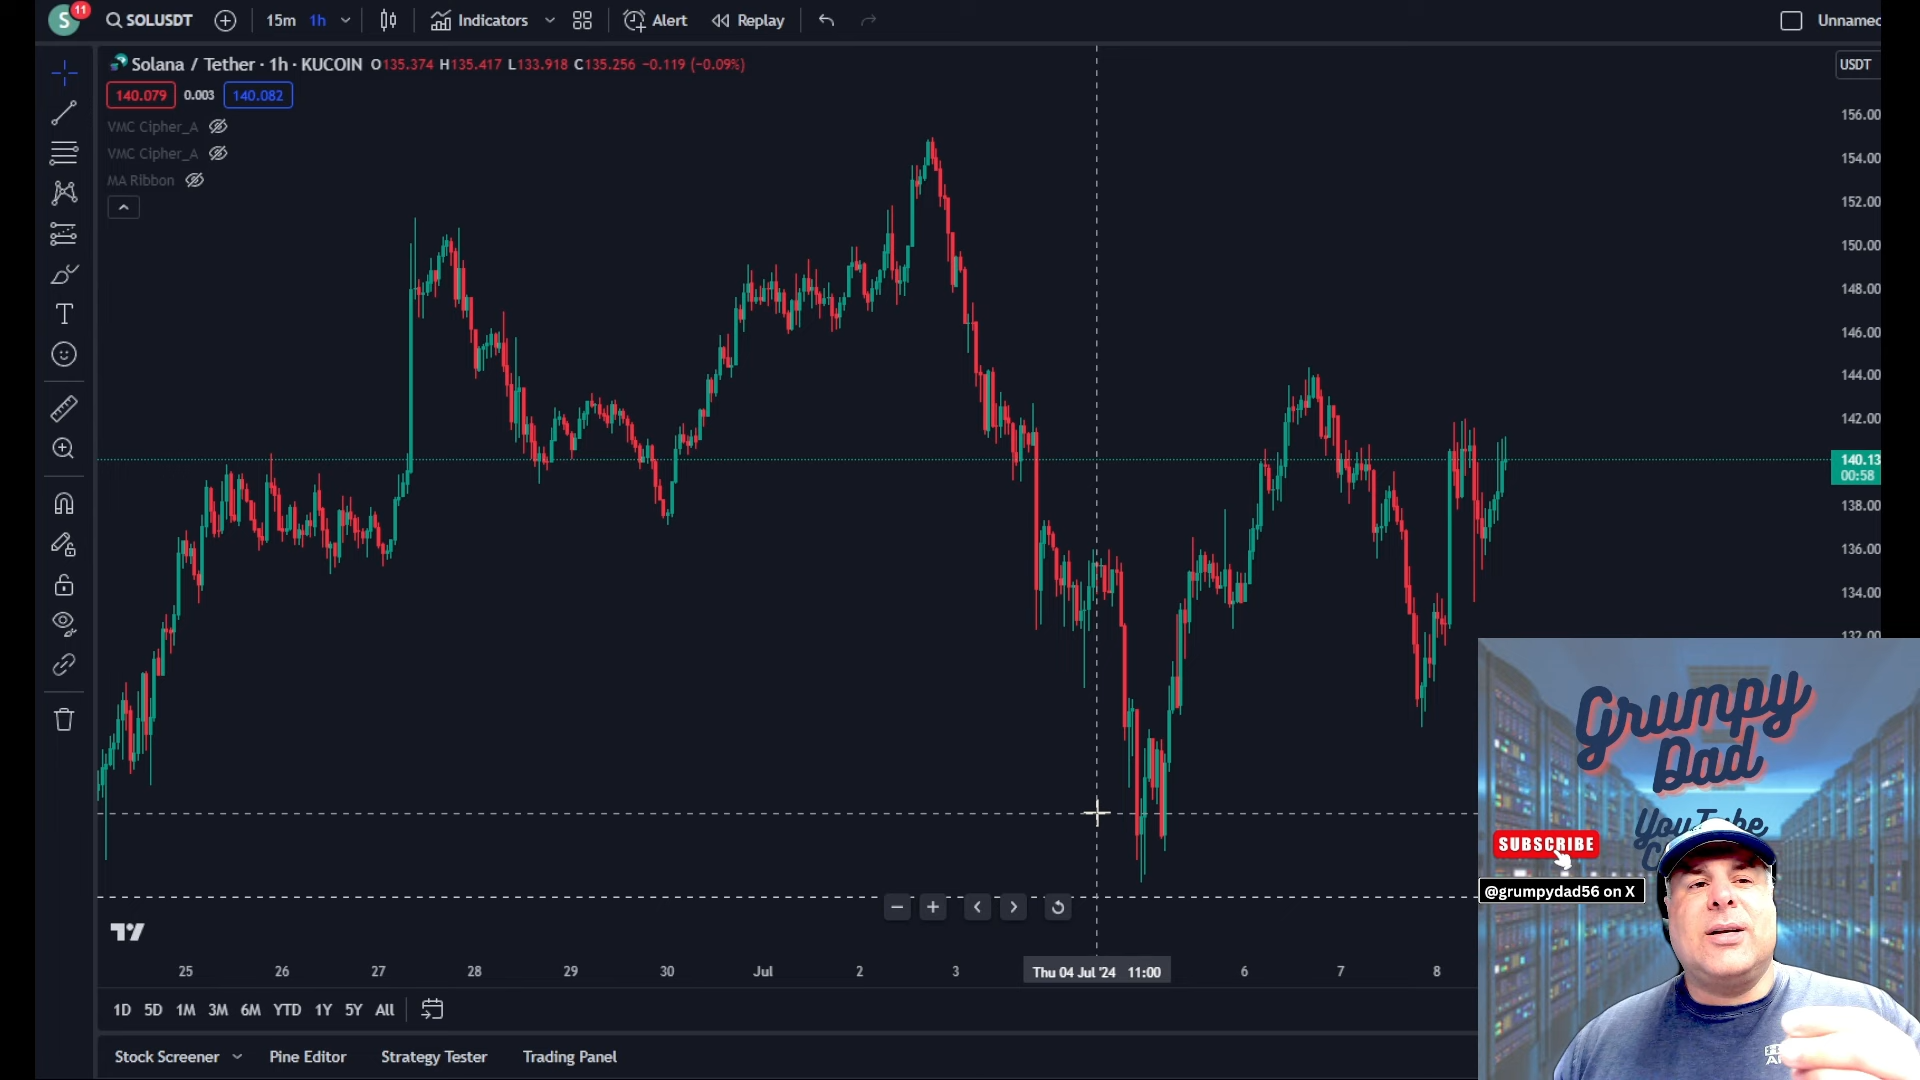 S 11 SOLUSDT 15m 1h Indicators Alert Replay Unnamed
Solana / Tether · 1h · KUCOIN O135.374 H135.417 L133.918 C135.256 −0.119 (−0.09%)
USDT
140.079 0.003 140.082
VMC Cipher_A
VMC Cipher_A
MA Ribbon
156.00
154.00
152.00
150.00
148.00
146.00
144.00
142.00
140.13
00:58
138.00
136.00
134.00
132.00
Grumpy
Dad
YouTube
SUBSCRIBE
@grumpydad56 on X
25 26 27 28 29 30 Jul 2 3 Thu 04 Jul '24 11:00 6 7 8
1D 5D 1M 3M 6M YTD 1Y 5Y All
Stock Screener Pine Editor Strategy Tester Trading Panel